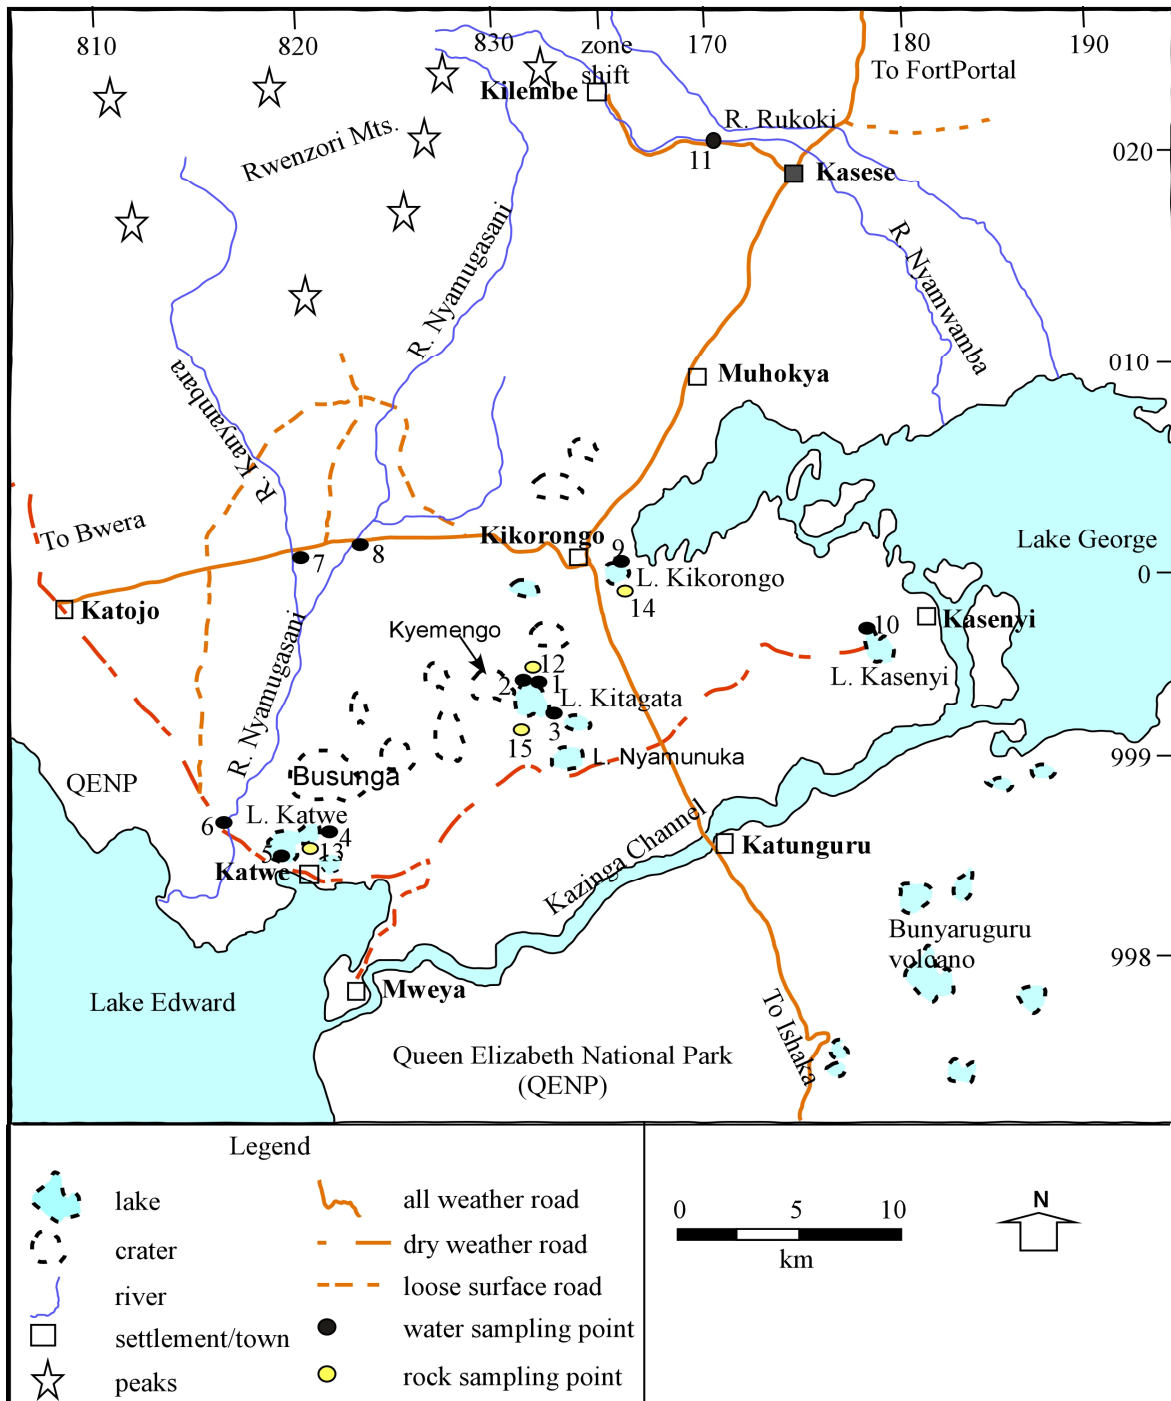 810
820
830
zone
shift
170
180
190
To FortPortal
Kilembe
R. Rukoki
Rwenzori Mts.
11
020
Kasese
R. Nyamugasani
R. Nyamwamba
R. Kanyambara
Muhokya
010
To Bwera
Kikorongo
9
Lake George
7
8
L. Kikorongo
0
14
Katojo
Kyemengo
10
Kasenyi
12
2
1
L. Kasenyi
L. Kitagata
3
15
R. Nyamugasani
L. Nyamunuka
999
QENP
Busunga
L. Katwe
6
4
5
13
Katwe
Kazinga Channel
Katunguru
Bunyaruguru
volcano
998
Lake Edward
Mweya
To Ishaka
Queen Elizabeth National Park
(QENP)
Legend
lake
crater
river
settlement/town
peaks
all weather road
dry weather road
loose surface road
water sampling point
rock sampling point
0
5
10
km
N